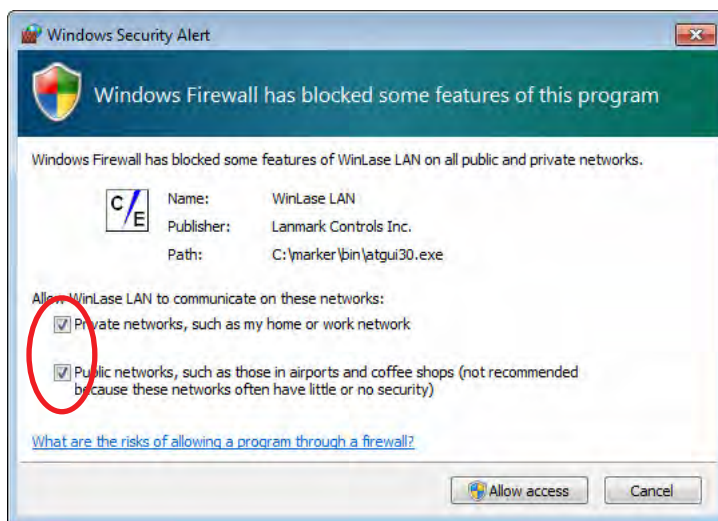 Windows Security Alert
Windows Firewall has blocked some features of this program
Windows Firewall has blocked some features of WinLase LAN on all public and private networks.
C/E
Name: WinLase LAN
Publisher: Lanmark Controls Inc.
Path: C:\marker\bin\atgui30.exe
Allow WinLase LAN to communicate on these networks:
Private networks, such as my home or work network
Public networks, such as those in airports and coffee shops (not recommended
because these networks often have little or no security)
What are the risks of allowing a program through a firewall?
Allow access Cancel